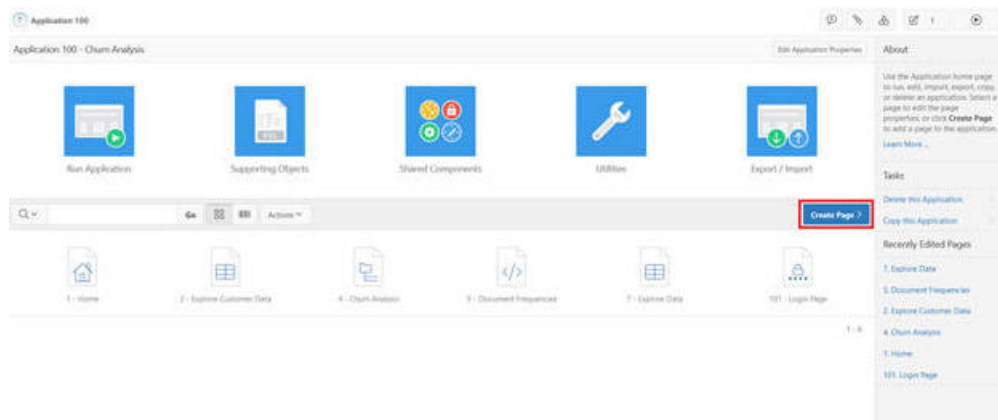 Application 100
1
Application 100 - Churn Analysis
Edit Application Properties
About
Use the Application home page
to run, edit, import, export, copy,
or delete an application. Select a
page to edit the page
properties, or click Create Page
to add a page to the application.
Learn More ...
Run Application
Supporting Objects
Shared Components
Utilities
Export / Import
Tasks
Delete this Application
Copy this Application
Go
Actions
Create Page >
Recently Edited Pages
7. Explore Data
5. Document Frequencies
2. Explore Customer Data
4. Churn Analysis
1. Home
101. Login Page
1 - Home
2 - Explore Customer Data
4 - Churn Analysis
5 - Document Frequencies
7 - Explore Data
101 - Login Page
1 - 6